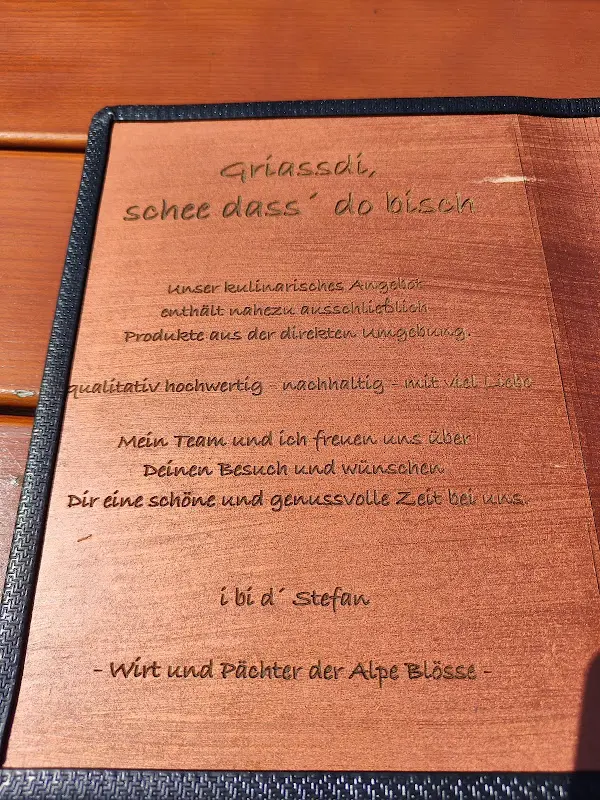 Griassdi,
schee dass´ do bisch
Unser kulinarisches Angebot
enthält nahezu ausschließlich
Produkte aus der direkten Umgebung.
qualitativ hochwertig - nachhaltig - mit viel Liebe
Mein Team und ich freuen uns über
Deinen Besuch und wünschen
Dir eine schöne und genussvolle Zeit bei uns.
i bi d´ Stefan
- Wirt und Pächter der Alpe Blösse -